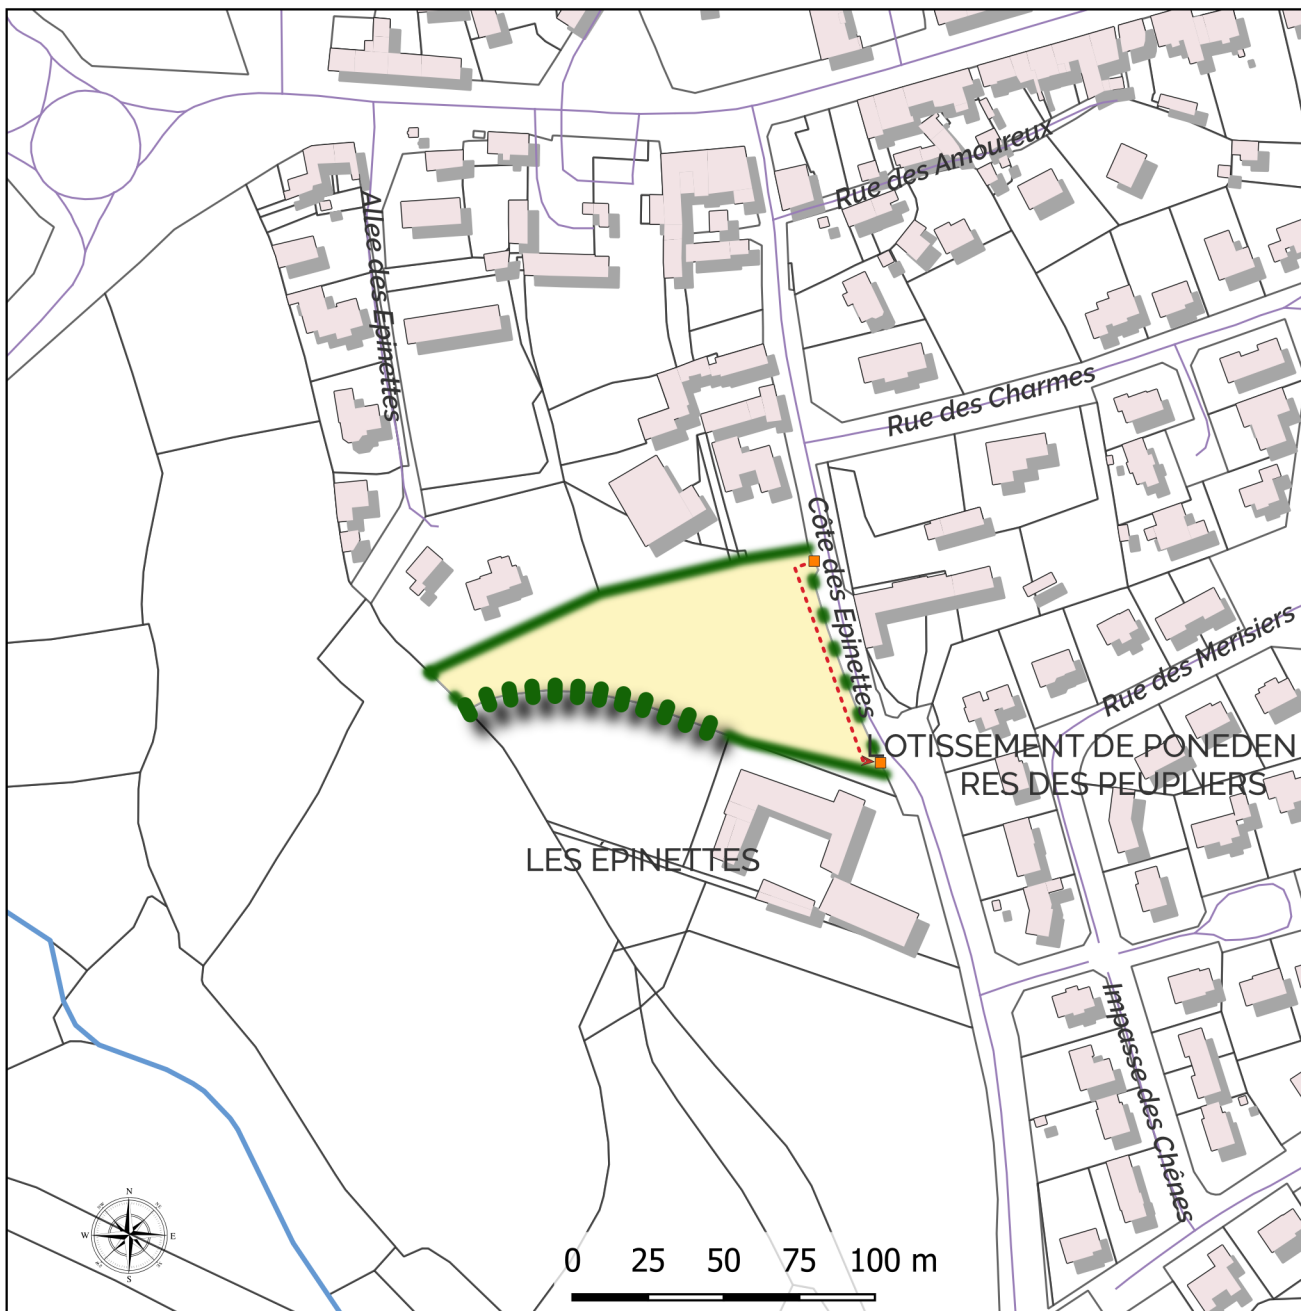 Rue des Amoureux
Allée des Epinettes
Rue des Charmes
Côte des Epinettes
Rue des Merisiers
LOTISSEMENT DE PONEDEN
RES DES PEUPLIERS
LES EPINETTES
Impasse des Chênes
N
W E
S
0 25 50 75 100 m